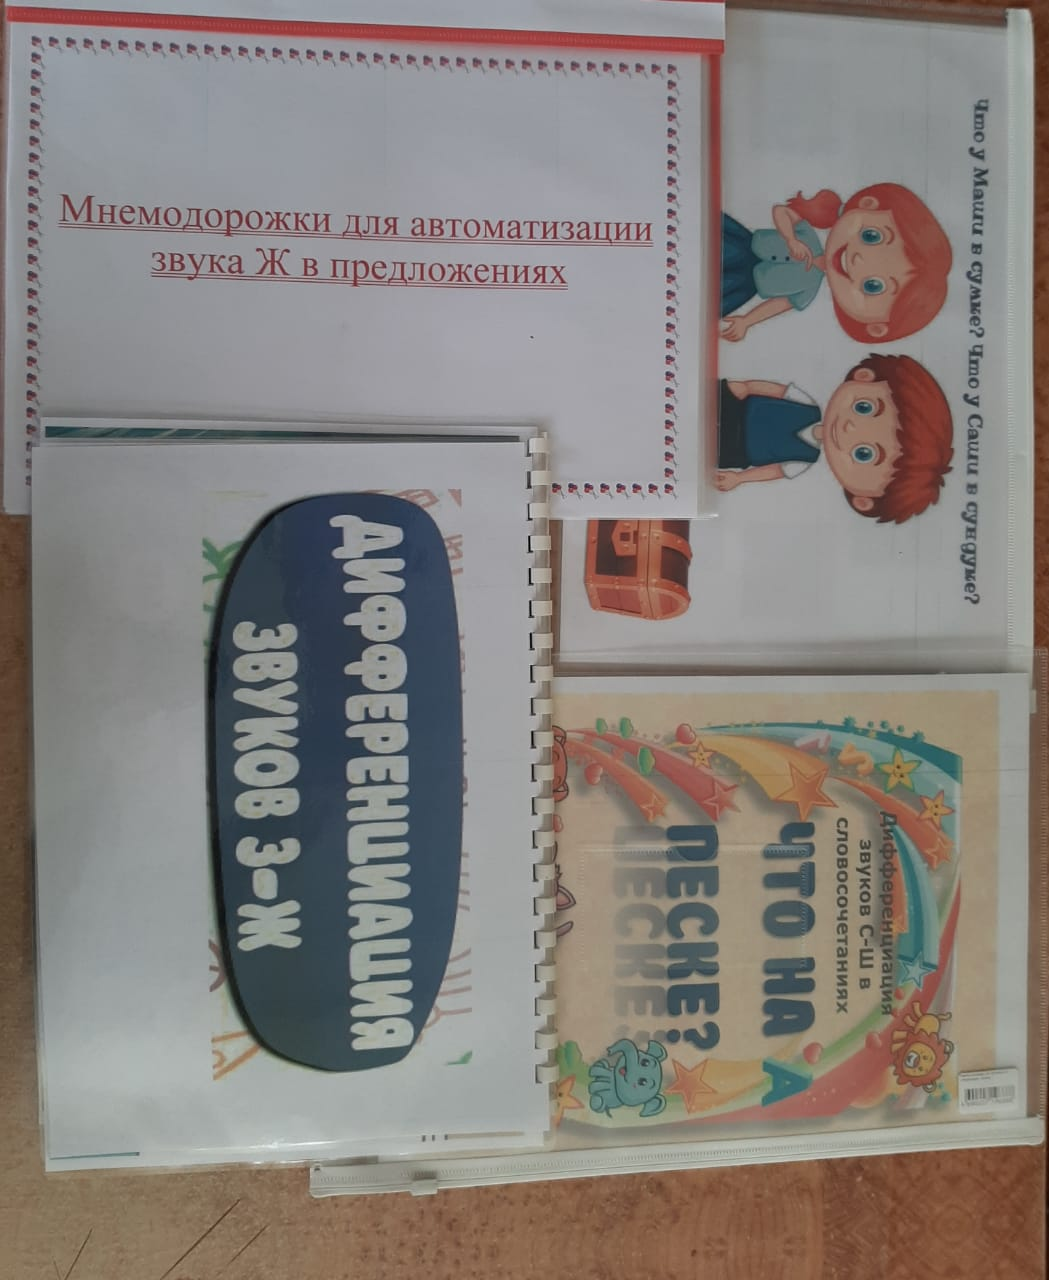 Мнемодорожки для автоматизации
звука Ж в предложениях
Что у Маши в сумке? Что у Саши в сундуке?
ДИФФЕРЕНЦИАЦИЯ
ЗВУКОВ З-Ж
Дифференциация
звуков С-Ш в
словосочетаниях
ЧТО НА
ПЕСКЕ?